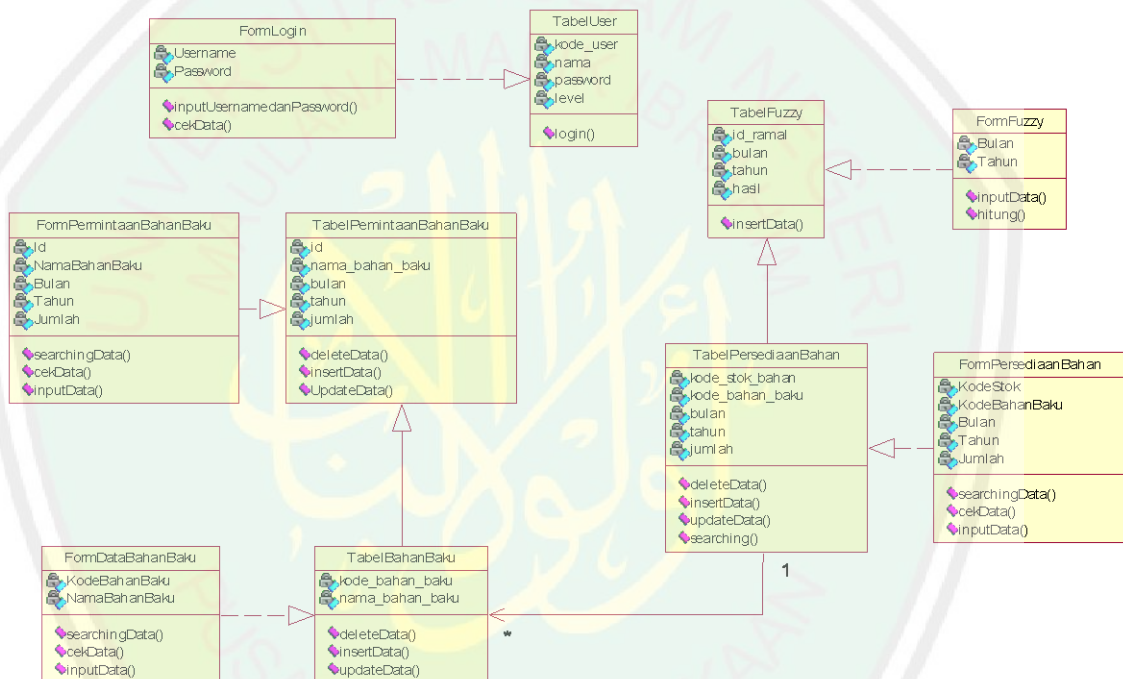 FormLogin
Username
Password
inputUsernamedanPassword()
cekData()
TabelUser
kode_user
nama
password
level
login()
TabelFuzzy
id_ramal
bulan
tahun
hasil
insertData()
FormFuzzy
Bulan
Tahun
inputData()
hitung()
FormPermintaanBahanBaku
Id
NamaBahanBaku
Bulan
Tahun
Jumlah
searchingData()
cekData()
inputData()
TabelPemintaanBahanBaku
id
nama_bahan_baku
bulan
tahun
jumlah
deleteData()
insertData()
UpdateData()
TabelPersediaanBahan
kode_stok_bahan
kode_bahan_baku
bulan
tahun
jumlah
deleteData()
insertData()
updateData()
searching()
FormPersediaanBahan
KodeStok
KodeBahanBaku
Bulan
Tahun
Jumlah
searchingData()
cekData()
inputData()
FormDataBahanBaku
KodeBahanBaku
NamaBahanBaku
searchingData()
cekData()
inputData()
TabelBahanBaku
kode_bahan_baku
nama_bahan_baku
deleteData()
insertData()
updateData()
1
*